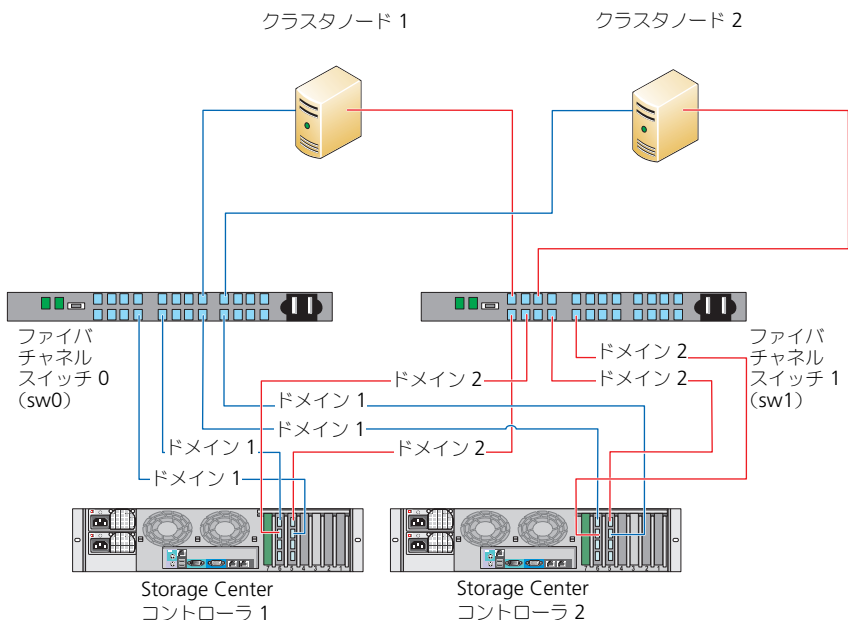 クラスタノード 1
クラスタノード 2
ファイバ
チャネル
スイッチ 0
（sw0）
ファイバ
チャネル
スイッチ 1
（sw1）
ドメイン 2
ドメイン 2
ドメイン 2
ドメイン 1
ドメイン 1
ドメイン 1
ドメイン 2
ドメイン 1
Storage Center
コントローラ 1
Storage Center
コントローラ 2